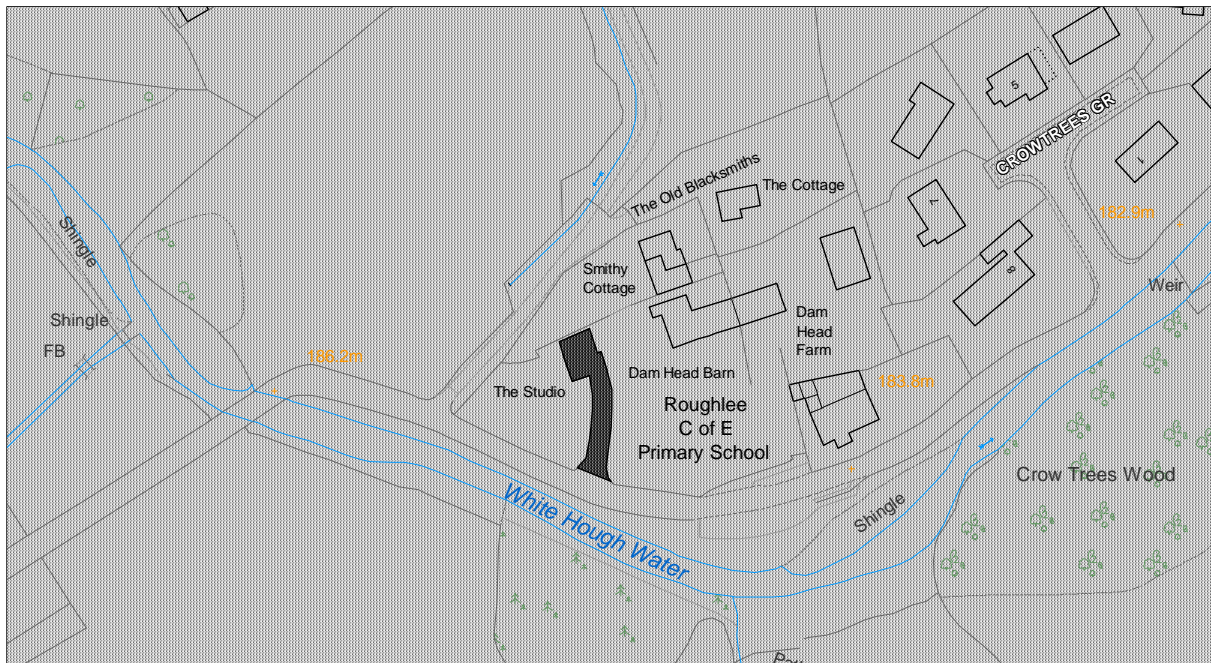 5
CROWTREES GR
1
The Old Blacksmiths
The Cottage
7
182.9m
Shingle
Smithy
Cottage
8
Weir
Shingle
FB
186.2m
Dam
Head
Farm
The Studio
Dam Head Barn
183.8m
Roughlee
C of E
Primary School
Crow Trees Wood
White Hough Water
Shingle